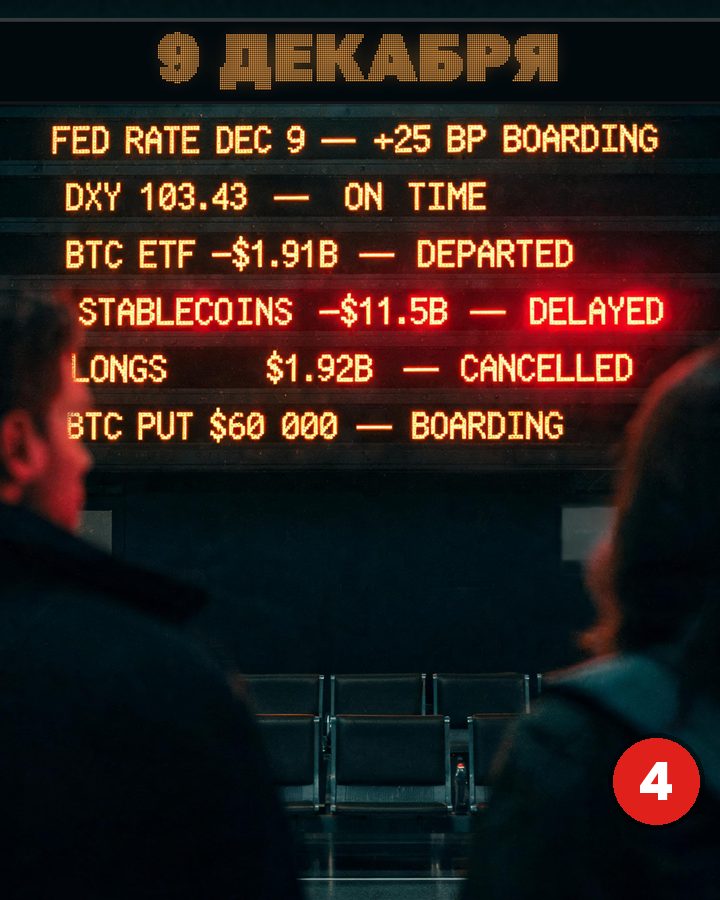 9 ДЕКАБРЯ
FED RATE DEC 9 — +25 BP BOARDING
DXY 103.43 — ON TIME
BTC ETF –$1.91B — DEPARTED
STABLECOINS –$11.5B — DELAYED
LONGS $1.92B — CANCELLED
BTC PUT $60 000 — BOARDING
4